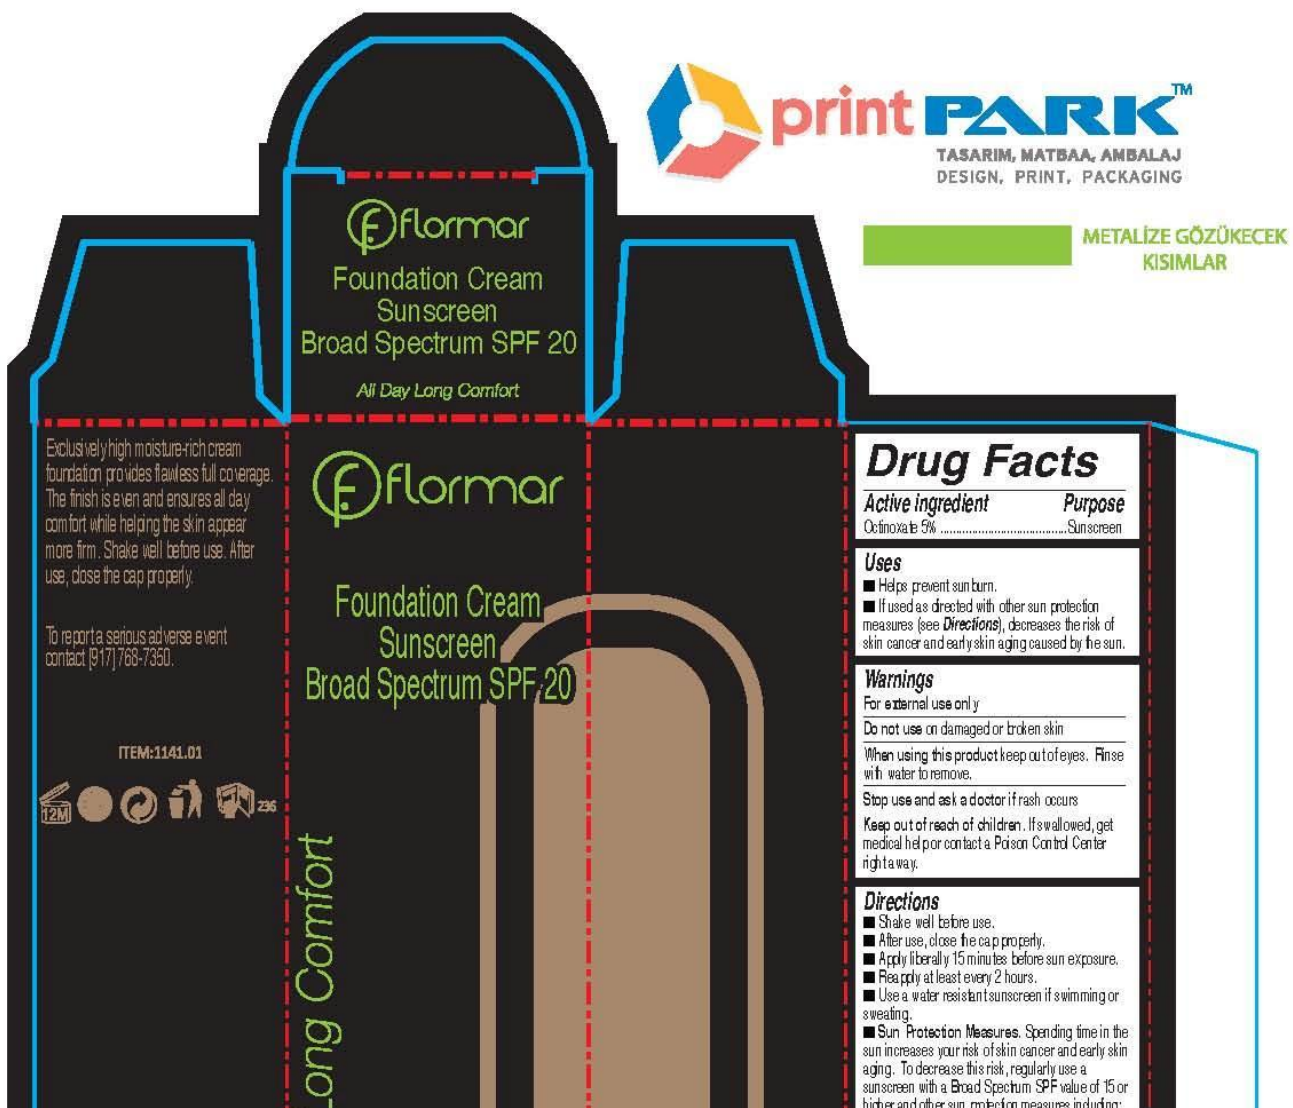 print PARK™
TASARIM, MATBAA, AMBALAJ
DESIGN, PRINT, PACKAGING
METALİZE GÖZÜKECEK
KISIMLAR
flormar
Foundation Cream
Sunscreen
Broad Spectrum SPF 20
All Day Long Comfort
Exclusively high moisture-rich cream
foundation provides flawless full coverage.
The finish is even and ensures all day
comfort while helping the skin appear
more firm. Shake well before use. After
use, close the cap properly.
To report a serious adverse event
contact [917] 768-7350.
ITEM:1141.01
12M
236
flormar
Foundation Cream
Sunscreen
Broad Spectrum SPF 20
Long Comfort
Drug Facts
Active ingredient Purpose
Octinoxate 5% ........................................Sunscreen
Uses
■ Helps prevent sunburn.
■ If used as directed with other sun protection
measures (see Directions), decreases the risk of
skin cancer and early skin aging caused by the sun.
Warnings
For external use only
Do not use on damaged or broken skin
When using this product keep out of eyes. Rinse
with water to remove.
Stop use and ask a doctor if rash occurs
Keep out of reach of children. If swallowed, get
medical help or contact a Poison Control Center
right away.
Directions
■ Shake well before use.
■ After use, close the cap properly.
■ Apply liberally 15 minutes before sun exposure.
■ Reapply at least every 2 hours.
■ Use a water resistant sunscreen if swimming or
sweating.
■ Sun Protection Measures. Spending time in the
sun increases your risk of skin cancer and early skin
aging. To decrease this risk, regularly use a
sunscreen with a Broad Spectrum SPF value of 15 or
higher and other sun protection measures including: